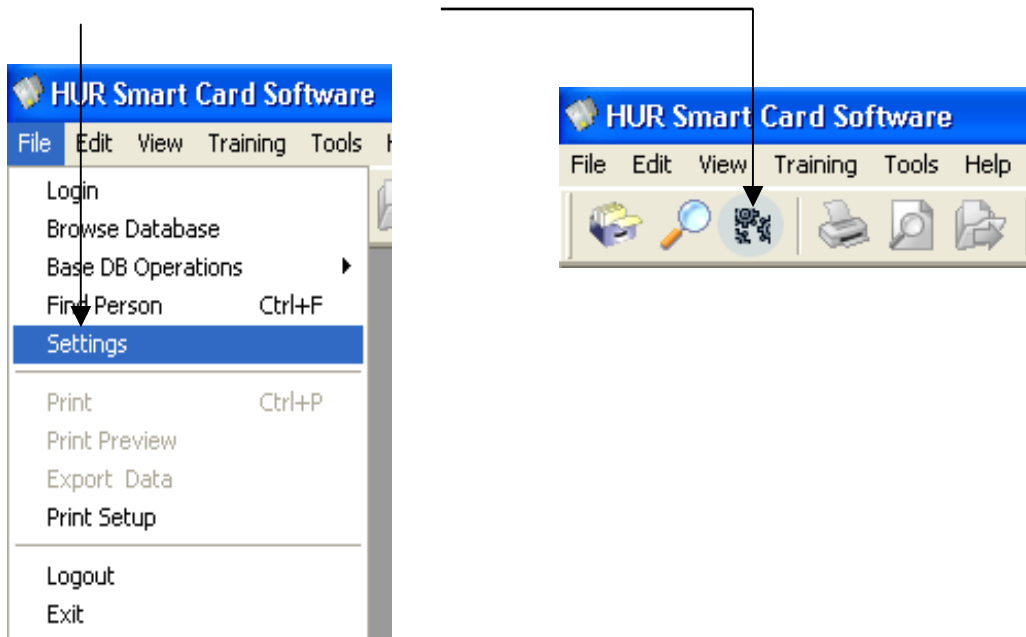 HUR Smart Card Software
File Edit View Training Tools
Login
Browse Database
Base DB Operations
Find Person Ctrl+F
Settings
Print Ctrl+P
Print Preview
Export Data
Print Setup
Logout
Exit
HUR Smart Card Software
File Edit View Training Tools Help